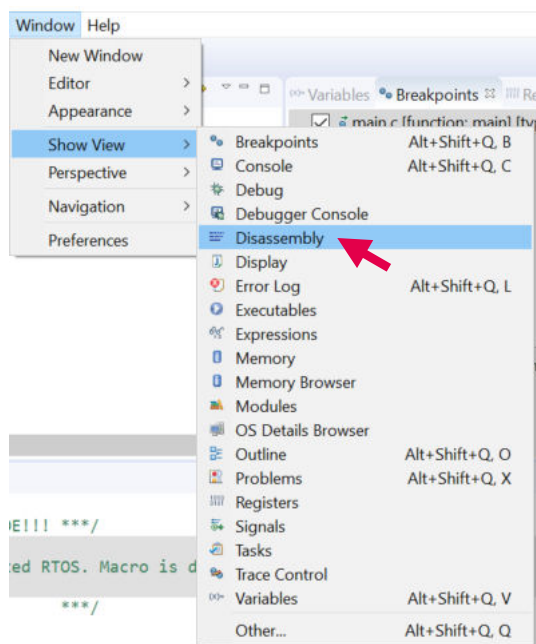 Window Help
New Window
Editor
Appearance
Show View
Perspective
Navigation
Preferences
Variables Breakpoints Re
main.c [function: main] [typ
Breakpoints Alt+Shift+Q, B
Console Alt+Shift+Q, C
Debug
Debugger Console
Disassembly
Display
Error Log Alt+Shift+Q, L
Executables
Expressions
Memory
Memory Browser
Modules
OS Details Browser
Outline Alt+Shift+Q, O
Problems Alt+Shift+Q, X
Registers
Signals
Tasks
Trace Control
Variables Alt+Shift+Q, V
Other... Alt+Shift+Q, Q
DE!!! ***/
ted RTOS. Macro is d
***/